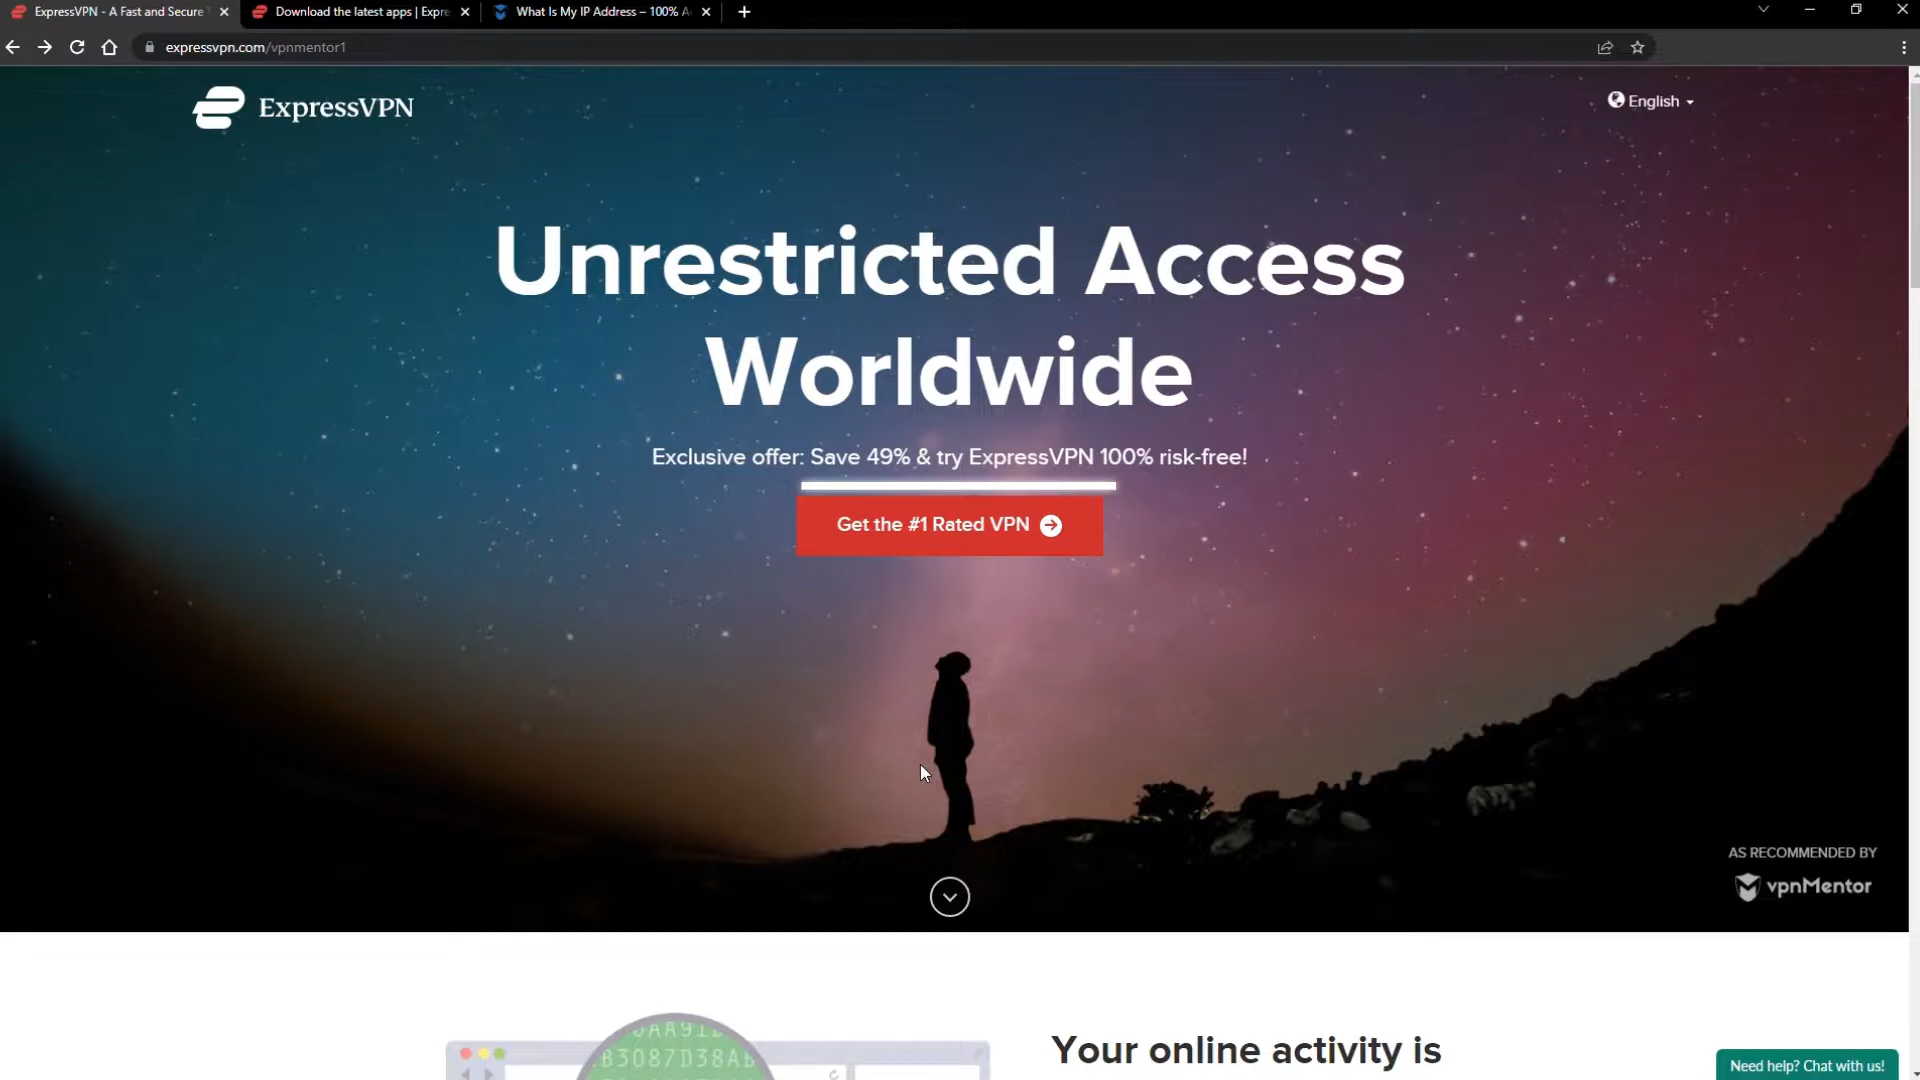 ExpressVPN - A Fast and Secure
Download the latest apps | Expre
What Is My IP Address – 100% A
expressvpn.com/vpnmentor1
ExpressVPN
English
Unrestricted Access
Worldwide
Exclusive offer: Save 49% & try ExpressVPN 100% risk-free!
Get the #1 Rated VPN
AS RECOMMENDED BY
vpnMentor
B3087D38AB
Your online activity is
Need help? Chat with us!